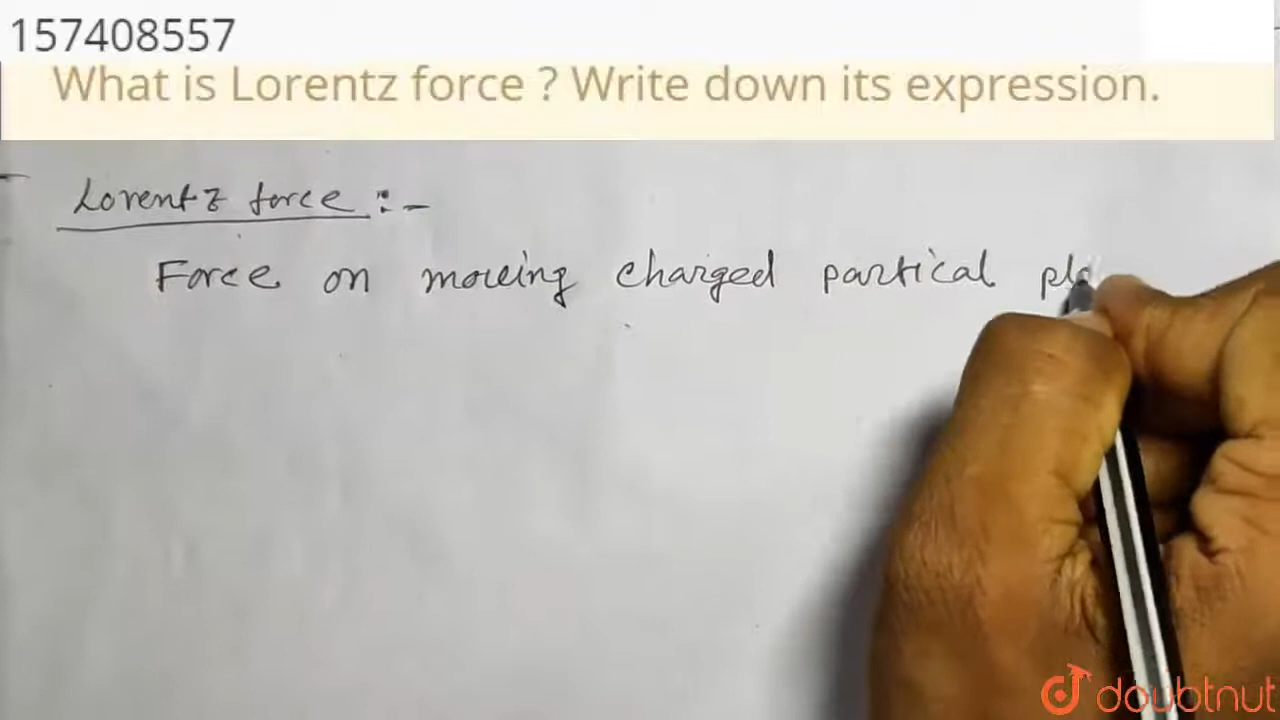 157408557
What is Lorentz force ? Write down its expression.
Lorentz force :-
Force on moving charged partical
doubtnut